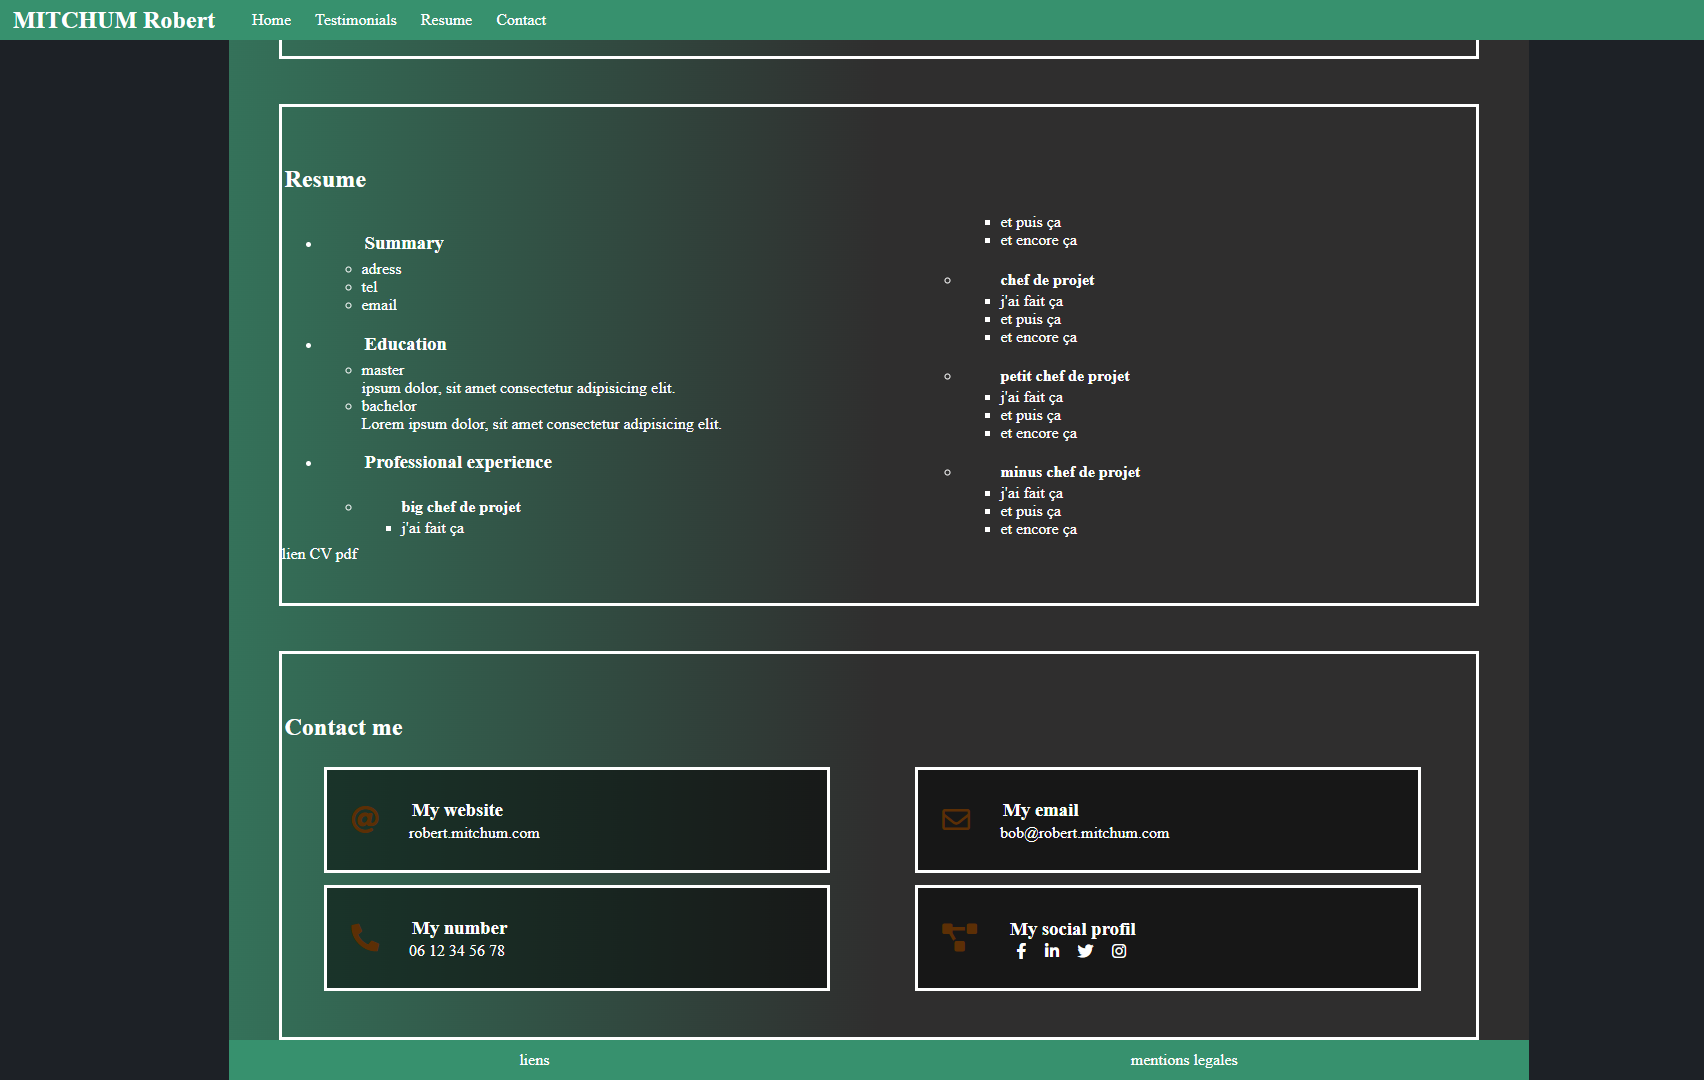 MITCHUM Robert
Home
Testimonials
Resume
Contact
Resume
Summary
adress
tel
email
Education
master
ipsum dolor, sit amet consectetur adipisicing elit.
bachelor
Lorem ipsum dolor, sit amet consectetur adipisicing elit.
Professional experience
big chef de projet
j'ai fait ça
et puis ça
et encore ça
chef de projet
j'ai fait ça
et puis ça
et encore ça
petit chef de projet
j'ai fait ça
et puis ça
et encore ça
minus chef de projet
j'ai fait ça
et puis ça
et encore ça
lien CV pdf
Contact me
My website
robert.mitchum.com
My email
bob@robert.mitchum.com
My number
06 12 34 56 78
My social profil
liens
mentions legales